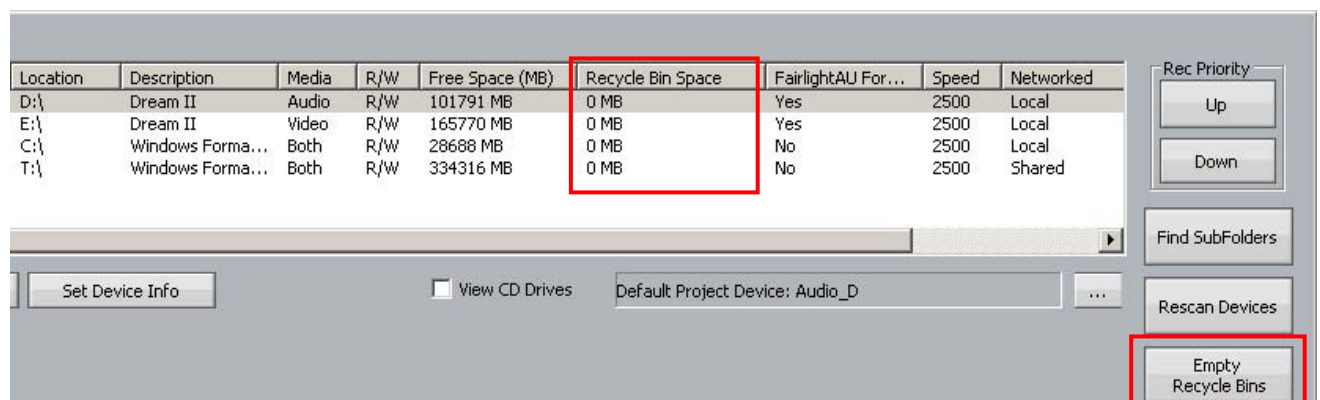 Location Description Media R/W Free Space (MB) Recycle Bin Space FairlightAU For... Speed Networked
D:\ Dream II Audio R/W 101791 MB 0 MB Yes 2500 Local
E:\ Dream II Video R/W 165770 MB 0 MB Yes 2500 Local
C:\ Windows Forma... Both R/W 28688 MB 0 MB No 2500 Local
T:\ Windows Forma... Both R/W 334316 MB 0 MB No 2500 Shared
Rec Priority
Up
Down
Find SubFolders
Set Device Info View CD Drives Default Project Device: Audio_D ...
Rescan Devices
Empty
Recycle Bins